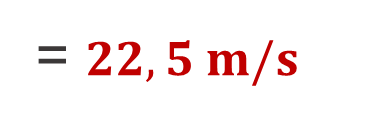 = 22,5 m/s